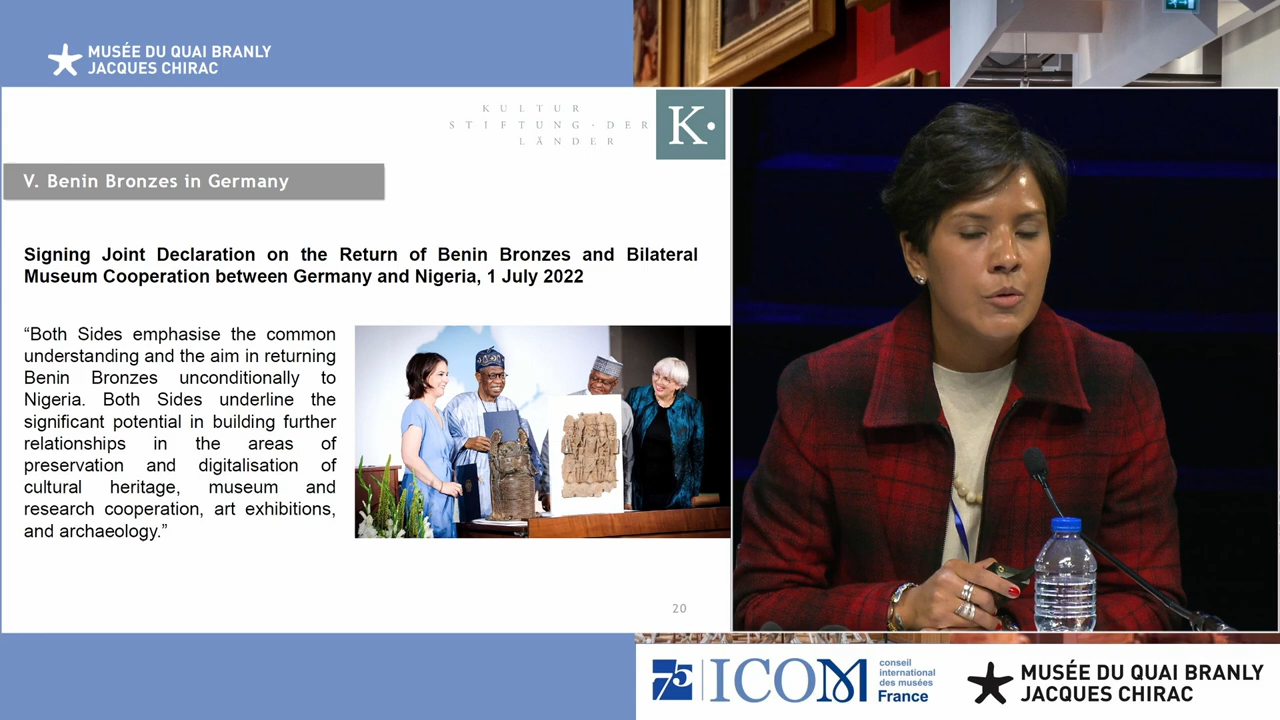 MUSÉE DU QUAI BRANLY
JACQUES CHIRAC
KULTUR
STIFTUNG·DER
LÄNDER
K·
V. Benin Bronzes in Germany
Signing Joint Declaration on the Return of Benin Bronzes and Bilateral
Museum Cooperation between Germany and Nigeria, 1 July 2022
“Both Sides emphasise the common
understanding and the aim in returning
Benin Bronzes unconditionally to
Nigeria. Both Sides underline the
significant potential in building further
relationships in the areas of
preservation and digitalisation of
cultural heritage, museum and
research cooperation, art exhibitions,
and archaeology.”
20
75
ICOM
conseil
international
des musées
France
MUSÉE DU QUAI BRANLY
JACQUES CHIRAC